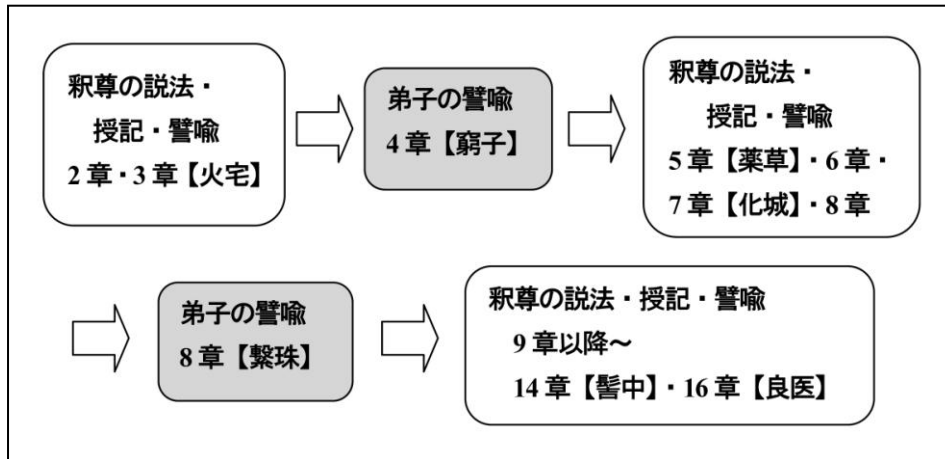 釈尊の説法・
授記・譬喩
2章・3章【火宅】
弟子の譬喩
4章【窮子】
釈尊の説法・
授記・譬喩
5章【薬草】・6章・
7章【化城】・8章
弟子の譬喩
8章【繫珠】
釈尊の説法・授記・譬喩
9章以降～
14章【髻中】・16章【良医】